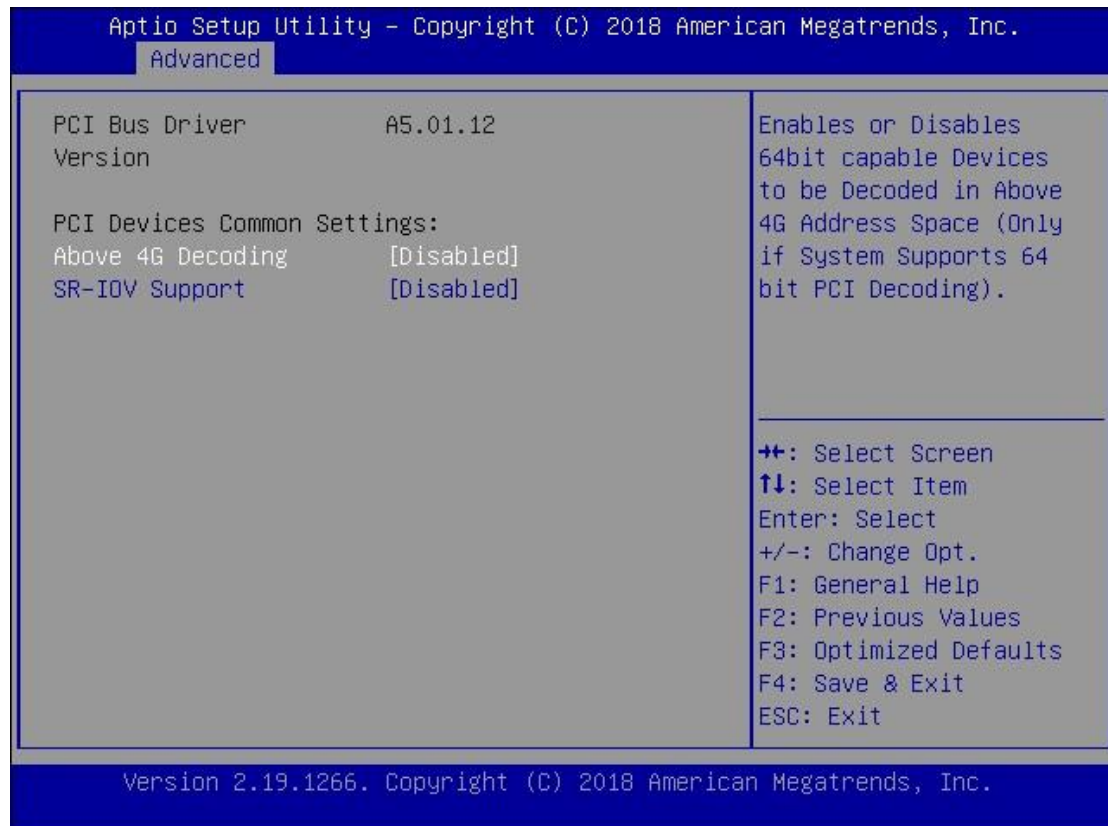 Aptio Setup Utility – Copyright (C) 2018 American Megatrends, Inc.
Advanced
PCI Bus Driver A5.01.12
Version
PCI Devices Common Settings:
Above 4G Decoding [Disabled]
SR-IOV Support [Disabled]
Enables or Disables
64bit capable Devices
to be Decoded in Above
4G Address Space (Only
if System Supports 64
bit PCI Decoding).
→←: Select Screen
↑↓: Select Item
Enter: Select
+/-: Change Opt.
F1: General Help
F2: Previous Values
F3: Optimized Defaults
F4: Save & Exit
ESC: Exit
Version 2.19.1266. Copyright (C) 2018 American Megatrends, Inc.